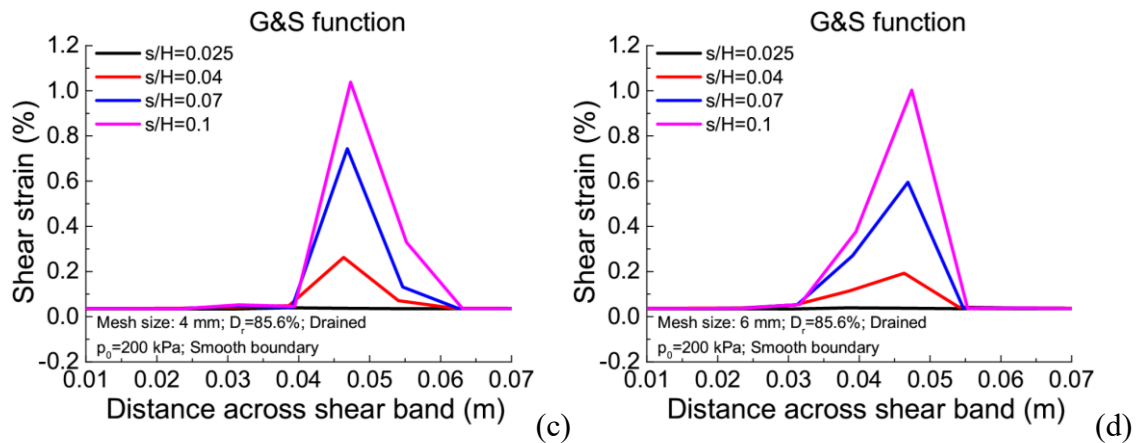 G&S function
s/H=0.025
s/H=0.04
s/H=0.07
s/H=0.1
1.2
1.0
0.8
0.6
0.4
0.2
0.0
-0.2
Shear strain (%)
Mesh size: 4 mm; Dr=85.6%; Drained
p0=200 kPa; Smooth boundary
0.01 0.02 0.03 0.04 0.05 0.06 0.07
Distance across shear band (m)
(c)
G&S function
s/H=0.025
s/H=0.04
s/H=0.07
s/H=0.1
1.2
1.0
0.8
0.6
0.4
0.2
0.0
-0.2
Shear strain (%)
Mesh size: 6 mm; Dr=85.6%; Drained
p0=200 kPa; Smooth boundary
0.01 0.02 0.03 0.04 0.05 0.06 0.07
Distance across shear band (m)
(d)